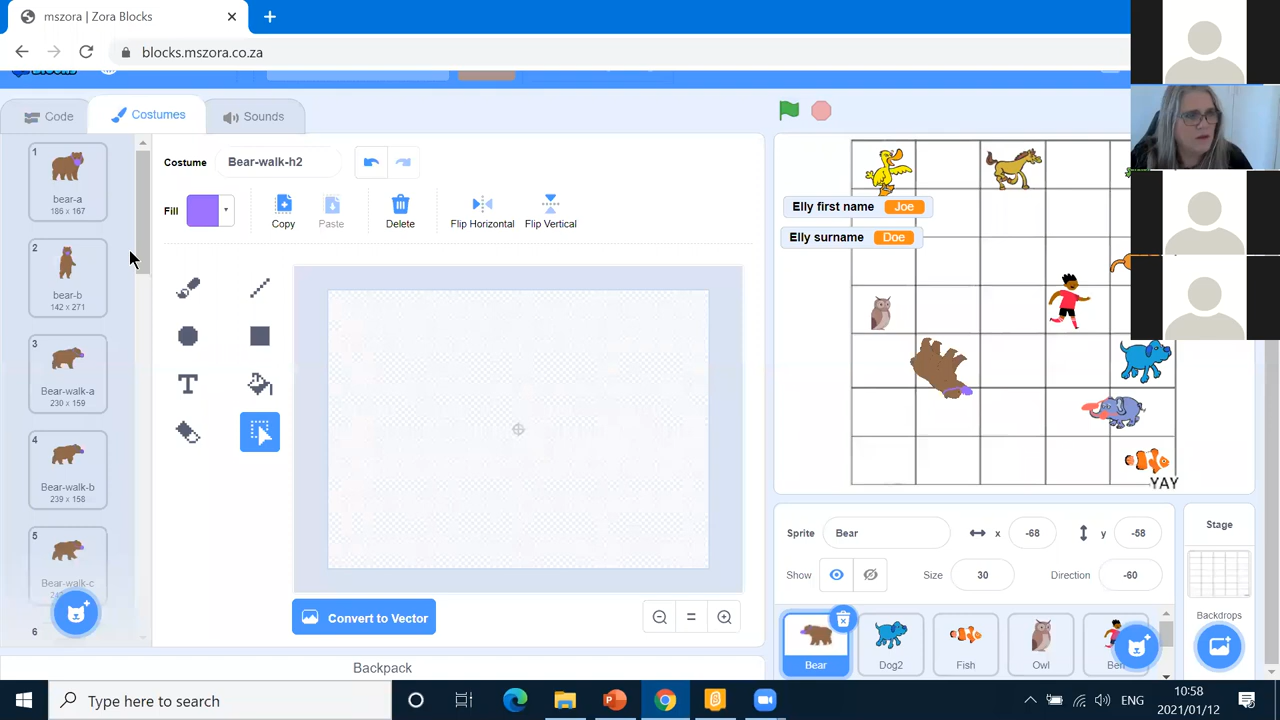 mszora | Zora Blocks
blocks.mszora.co.za
Code
Costumes
Sounds
1
bear-a
186 x 167
2
bear-b
142 x 271
3
Bear-walk-a
230 x 159
4
Bear-walk-b
239 x 158
5
Bear-walk-c
6
Costume
Bear-walk-h2
Fill
Copy
Paste
Delete
Flip Horizontal
Flip Vertical
T
Convert to Vector
Backpack
Elly first name Joe
Elly surname Doe
YAY
Sprite
Bear
x
-68
y
-58
Show
Size
30
Direction
-60
Bear
Dog2
Fish
Owl
Stage
Backdrops
Type here to search
ENG
10:58
2021/01/12